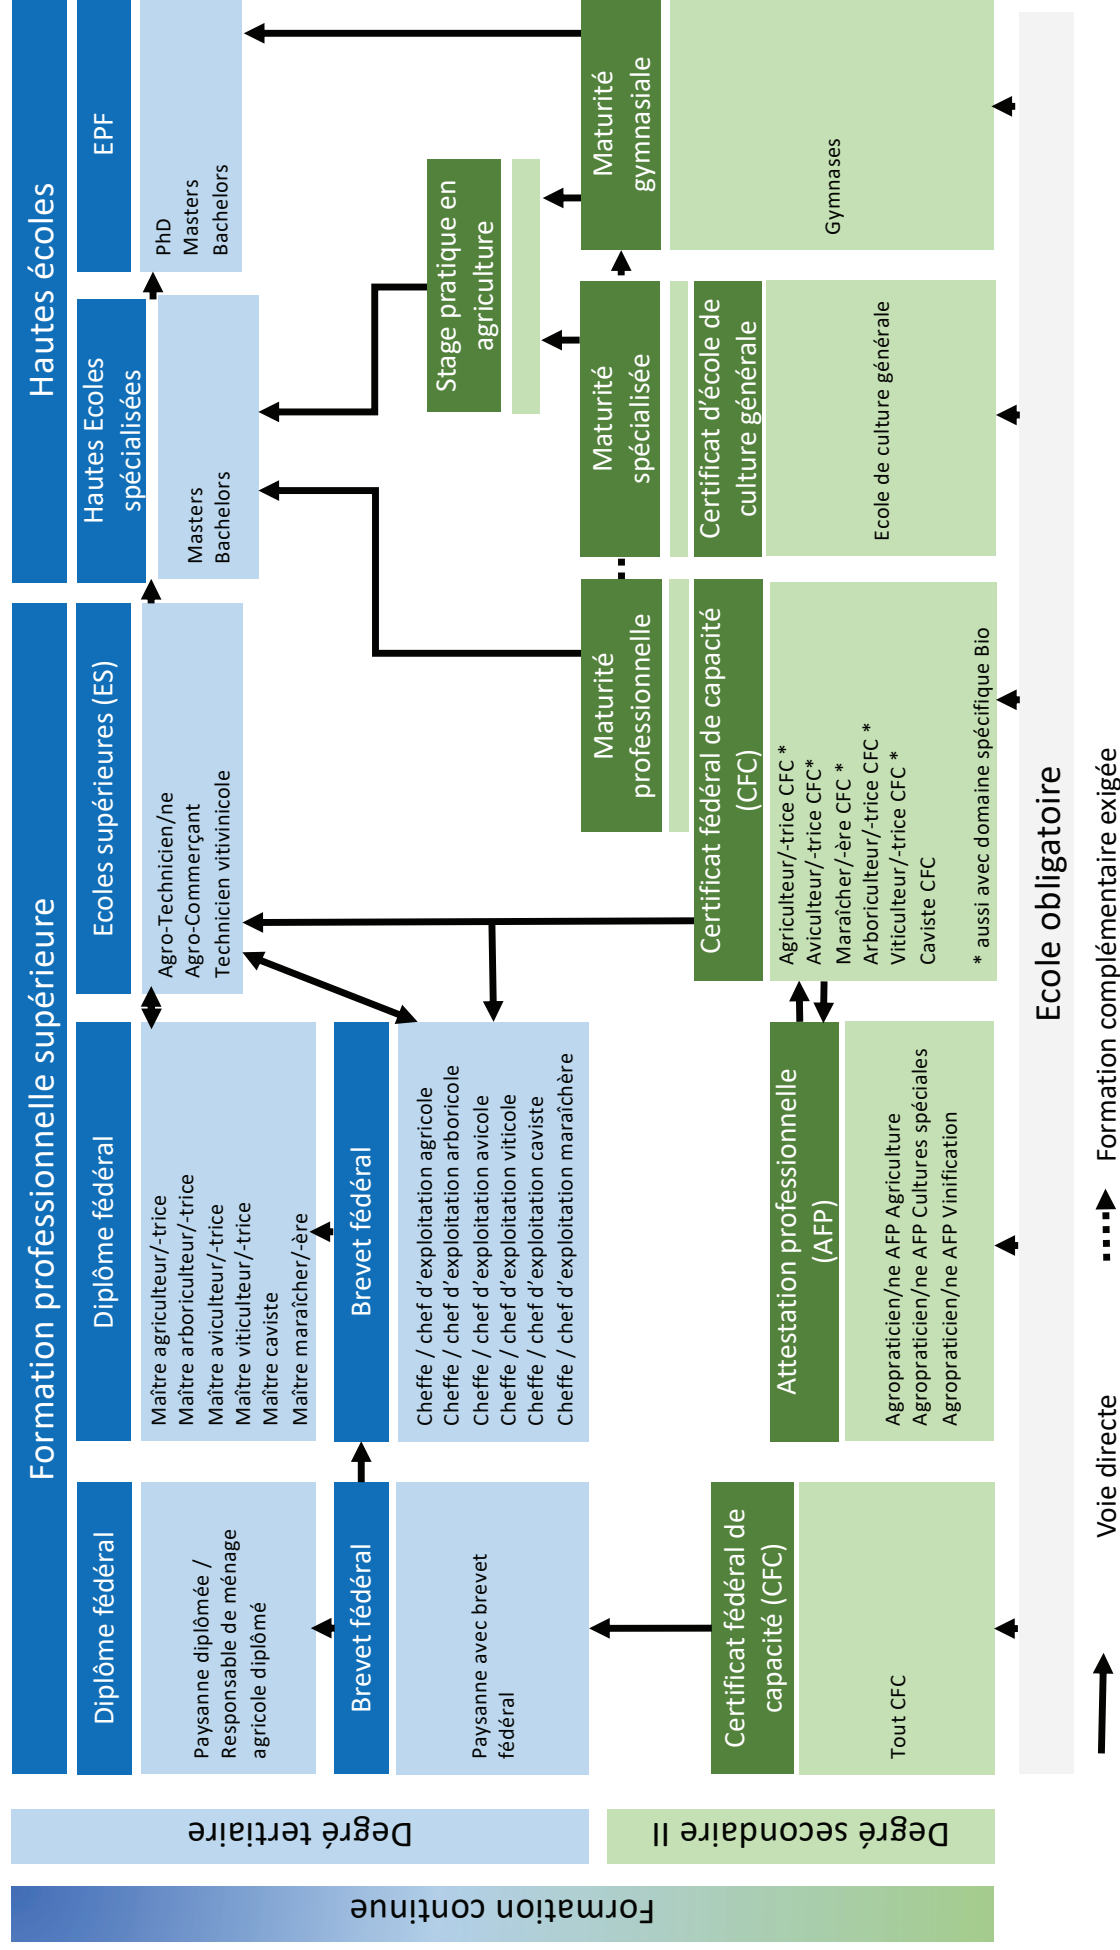 Formation professionnelle supérieure
Hautes écoles
Diplôme fédéral
Diplôme fédéral
Ecoles supérieures (ES)
Hautes Ecoles
spécialisées
EPF
Paysanne diplômée /
Responsable de ménage
agricole diplômé
Maître agriculteur/-trice
Maître arboriculteur/-trice
Maître aviculteur/-trice
Maître viticulteur/-trice
Maître caviste
Maître maraîcher/-ère
Agro-Technicien/ne
Agro-Commerçant
Technicien vitivinicole
Masters
Bachelors
PhD
Masters
Bachelors
Brevet fédéral
Brevet fédéral
Paysanne avec brevet
fédéral
Cheffe / chef d'exploitation agricole
Cheffe / chef d'exploitation arboricole
Cheffe / chef d'exploitation avicole
Cheffe / chef d'exploitation viticole
Cheffe / chef d'exploitation caviste
Cheffe / chef d'exploitation maraîchère
Stage pratique en
agriculture
Maturité
professionnelle
Maturité
spécialisée
Maturité
gymnasiale
Certificat fédéral de
capacité (CFC)
Attestation professionnelle
(AFP)
Certificat fédéral de capacité
(CFC)
Certificat d'école de
culture générale
Tout CFC
Agropraticien/ne AFP Agriculture
Agropraticien/ne AFP Cultures spéciales
Agropraticien/ne AFP Vinification
Agriculteur/-trice CFC *
Aviculteur/-trice CFC*
Maraîcher/-ère CFC *
Arboriculteur/-trice CFC *
Viticulteur/-trice CFC *
Caviste CFC
* aussi avec domaine spécifique Bio
Ecole de culture générale
Gymnases
Ecole obligatoire
Voie directe
Formation complémentaire exigée
Degré tertiaire
Degré secondaire II
Formation continue